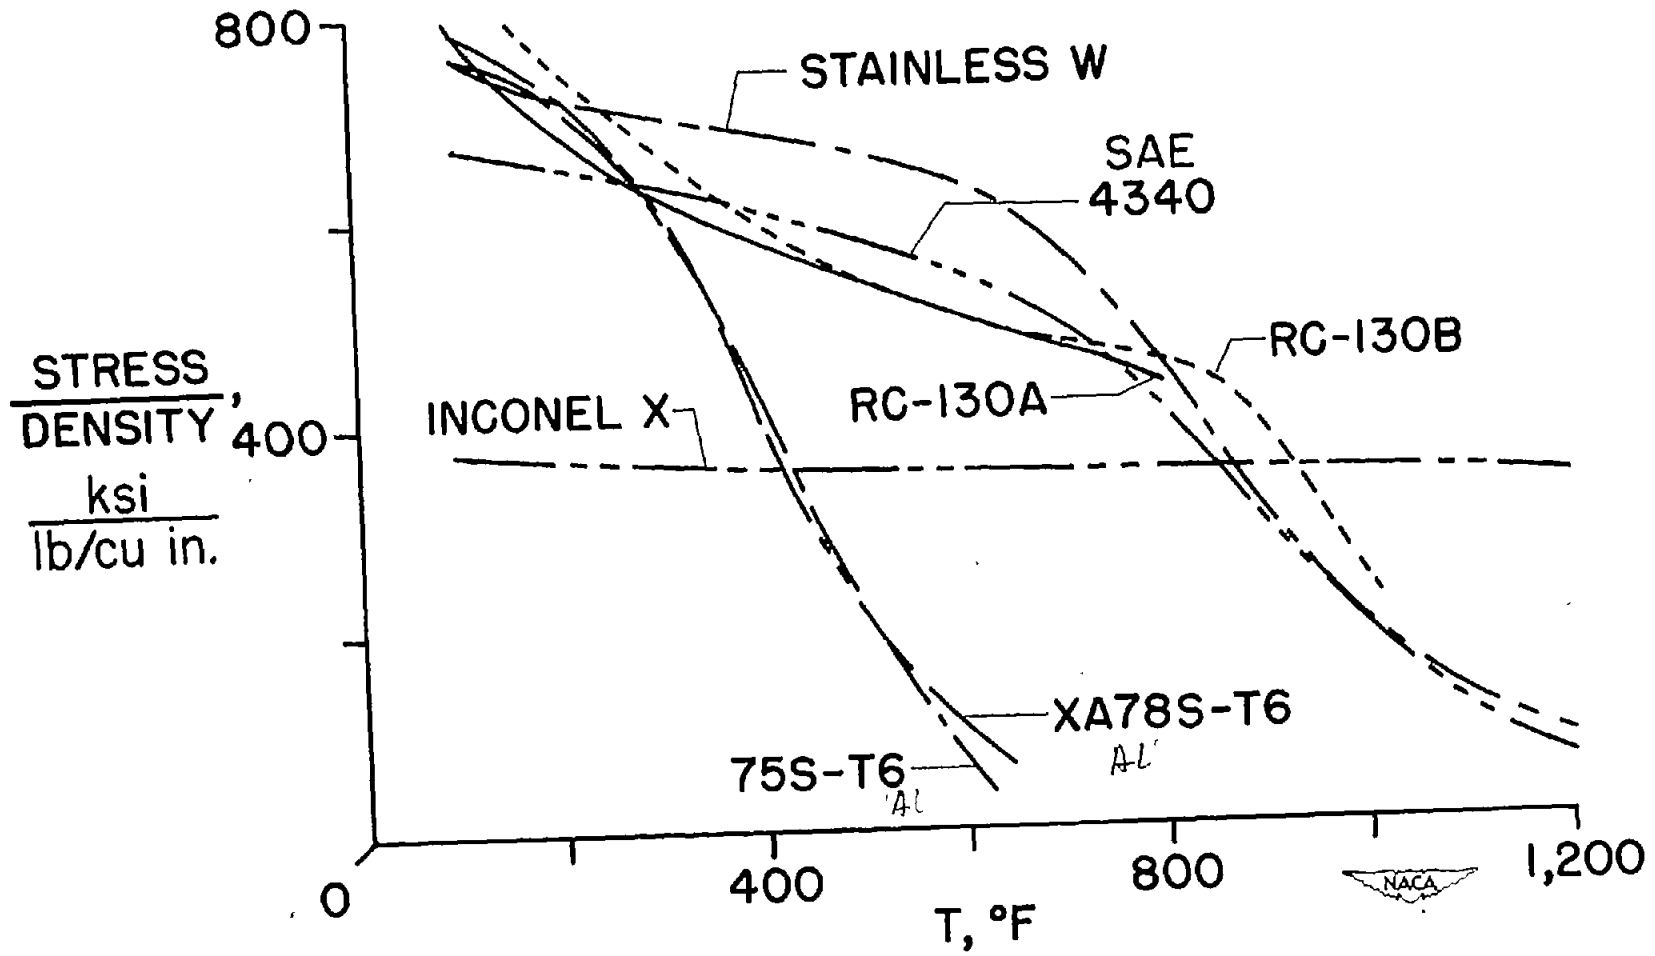 800
STAINLESS W
SAE
4340
RC-130B
STRESS
DENSITY,
INCONEL X
RC-130A
400
ksi
lb/cu in.
XA78S-T6
AL
75S-T6
AL
0
400
800
1,200
NACA
T, °F